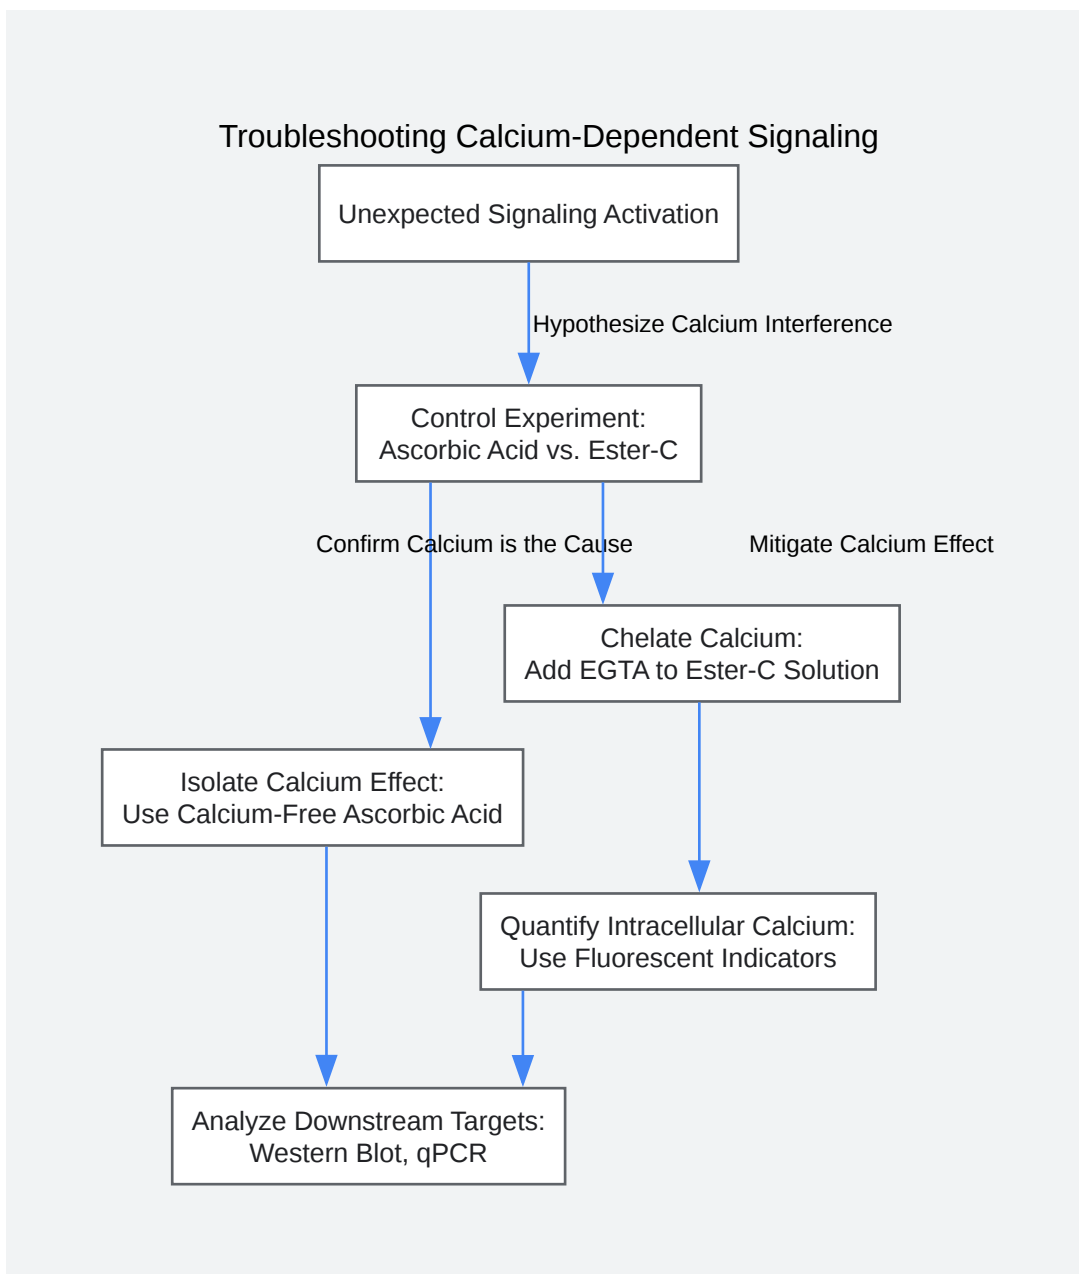 Troubleshooting Calcium-Dependent Signaling
Unexpected Signaling Activation
Hypothesize Calcium Interference
Control Experiment:
Ascorbic Acid vs. Ester-C
Confirm Calcium is the Cause
Mitigate Calcium Effect
Chelate Calcium:
Add EGTA to Ester-C Solution
Isolate Calcium Effect:
Use Calcium-Free Ascorbic Acid
Quantify Intracellular Calcium:
Use Fluorescent Indicators
Analyze Downstream Targets:
Western Blot, qPCR